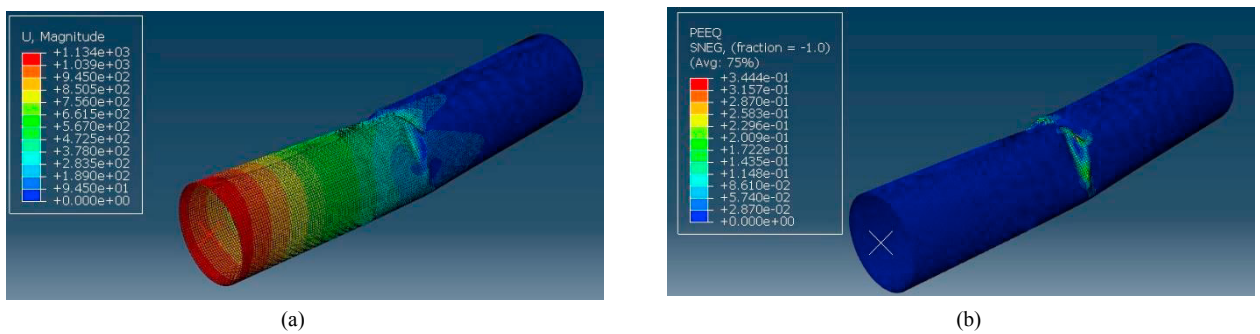 U, Magnitude
+1.134e+03
+1.039e+03
+9.450e+02
+8.505e+02
+7.560e+02
+6.615e+02
+5.670e+02
+4.725e+02
+3.780e+02
+2.835e+02
+1.890e+02
+9.450e+01
+0.000e+00
(a)
PEEQ
SNEG, (fraction = -1.0)
(Avg: 75%)
+3.444e-01
+3.157e-01
+2.870e-01
+2.583e-01
+2.296e-01
+2.009e-01
+1.722e-01
+1.435e-01
+1.148e-01
+8.610e-02
+5.740e-02
+2.870e-02
+0.000e+00
(b)